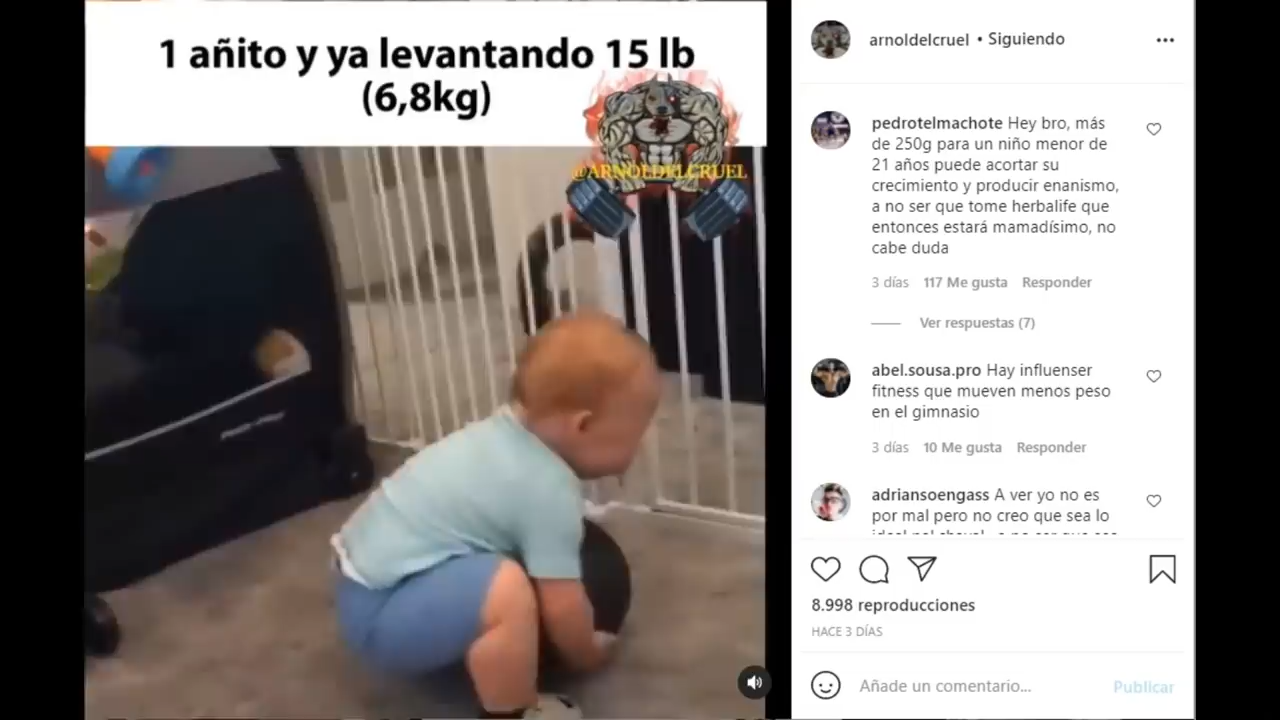 1 añito y ya levantando 15 lb
(6,8kg)
@ARNOLDELCRUEL
arnoldelcruel • Siguiendo
pedrotelmachote Hey bro, más
de 250g para un niño menor de
21 años puede acortar su
crecimiento y producir enanismo,
a no ser que tome herbalife que
entonces estará mamadísimo, no
cabe duda
3 días 117 Me gusta Responder
Ver respuestas (7)
abel.sousa.pro Hay influenser
fitness que mueven menos peso
en el gimnasio
3 días 10 Me gusta Responder
adriansoengass A ver yo no es
por mal pero no creo que sea lo
8.998 reproducciones
HACE 3 DÍAS
Añade un comentario...
Publicar